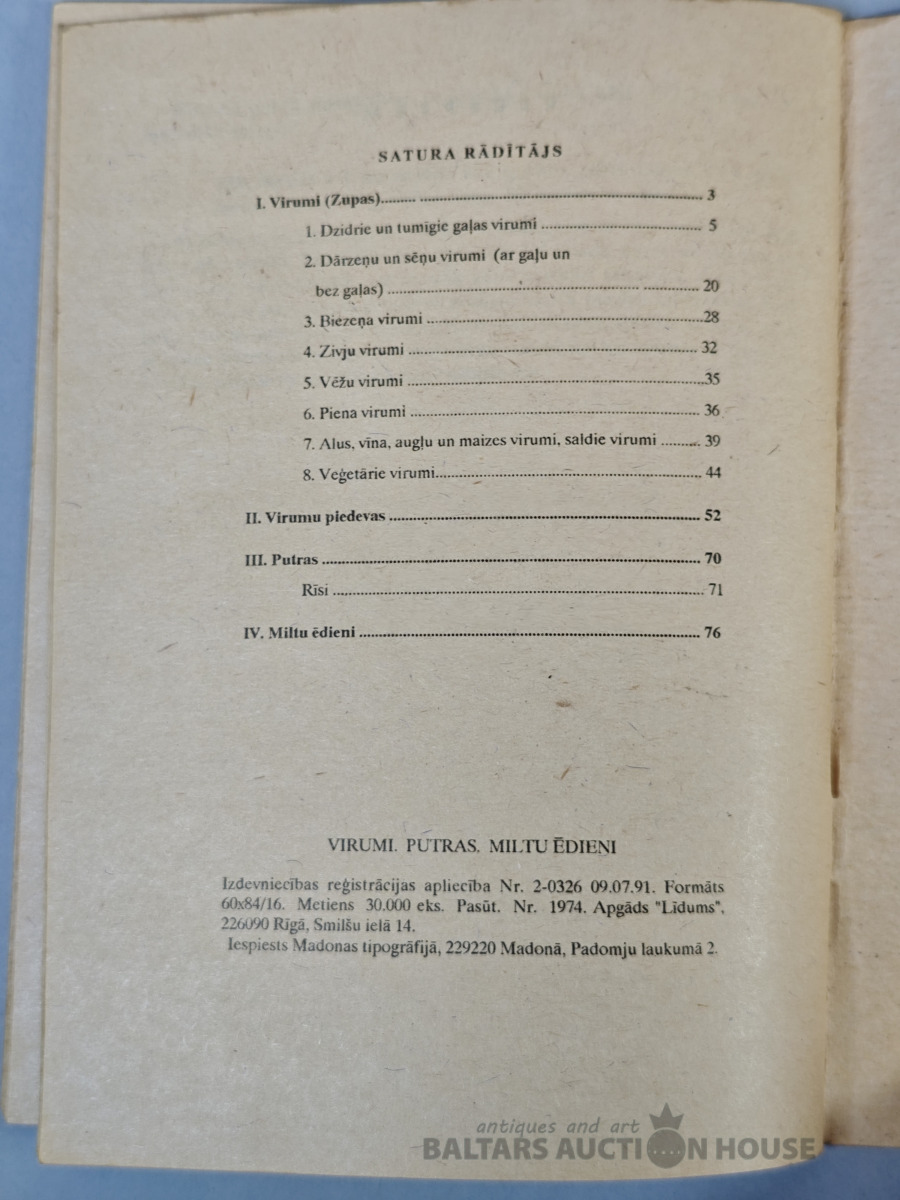 SATURA RĀDĪTĀJS
I. Virumi (Zupas)......... ................................................................ 3
1. Dzidrie un tumīgie gaļas virumi ..................................... 5
2. Dārzeņu un sēņu virumi (ar gaļu un
bez gaļas) ............................................................... 20
3. Biezeņa virumi ...............................................................28
4. Zivju virumi ................................................................. 32
5. Vēžu virumi ..................................................................35
6. Piena virumi ................................................................. 36
7. Alus, vīna, augļu un maizes virumi, saldie virumi ......... 39
8. Veģetārie virumi............................................................ 44
II. Virumu piedevas ................................................................. 52
III. Putras ................................................................................. 70
Rīsi ................................................................................. 71
IV. Miltu ēdieni ........................................................................ 76
VIRUMI. PUTRAS. MILTU ĒDIENI
Izdevniecības reģistrācijas apliecība Nr. 2-0326 09.07.91. Formāts
60x84/16. Metiens 30.000 eks. Pasūt. Nr. 1974. Apgāds "Līdums",
226090 Rīgā, Smilšu ielā 14.
Iespiests Madonas tipogrāfijā, 229220 Madonā, Padomju laukumā 2.
antiques and art
BALTARS AUCTION HOUSE